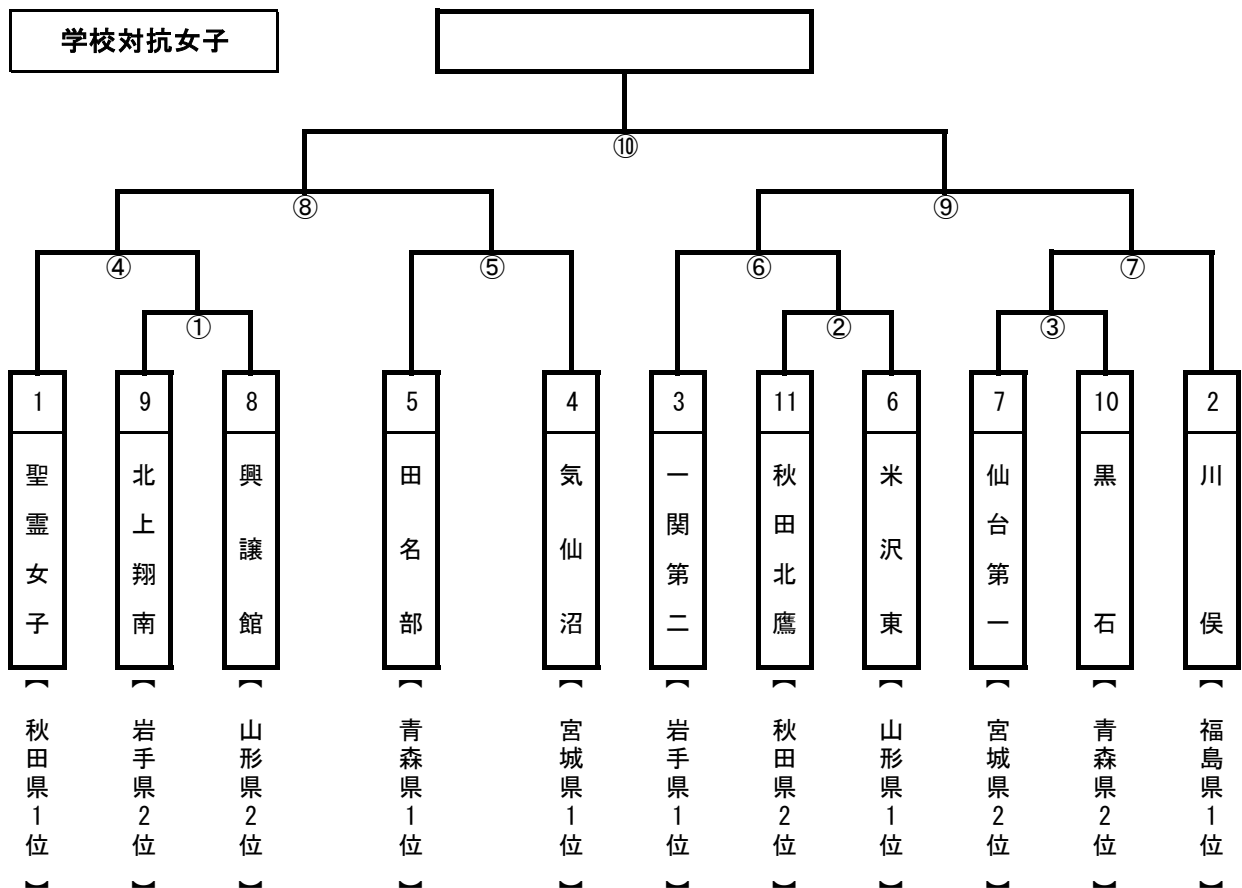 学校対抗女子
⑩
⑧
⑨
④
⑤
⑥
⑦
①
②
③
1
9
8
5
4
3
11
6
7
10
2
聖霊女子
北上翔南
興譲館
田名部
気仙沼
一関第二
秋田北鷹
米沢東
仙台第一
黒石
川俣
【秋田県1位】
【岩手県2位】
【山形県2位】
【青森県1位】
【宮城県1位】
【岩手県1位】
【秋田県2位】
【山形県1位】
【宮城県2位】
【青森県2位】
【福島県1位】